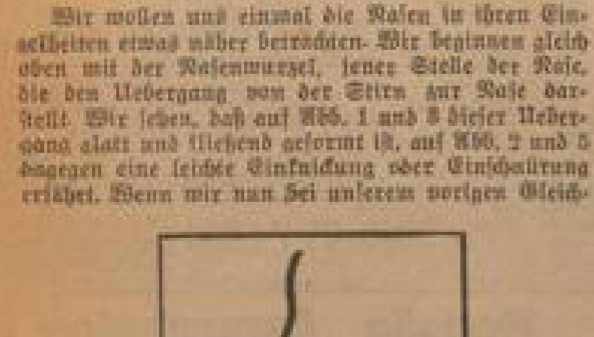 Wir wollen uns einmal die Nasen in ihren Ein-
zelheiten etwas näher betrachten. Wir beginnen gleich
oben mit der Nasenwurzel, jener Stelle der Nase,
die den Uebergang von der Stirn zur Nase dar-
stellt. Wir sehen, daß auf Abb. 1 und 3 dieser Ueber-
gang glatt und fließend geformt ist, auf Abb. 2 und 5
dagegen eine leichte Einknickung oder Einschnürung
erfährt. Wenn wir nun bei unserem vorigen Gleich-